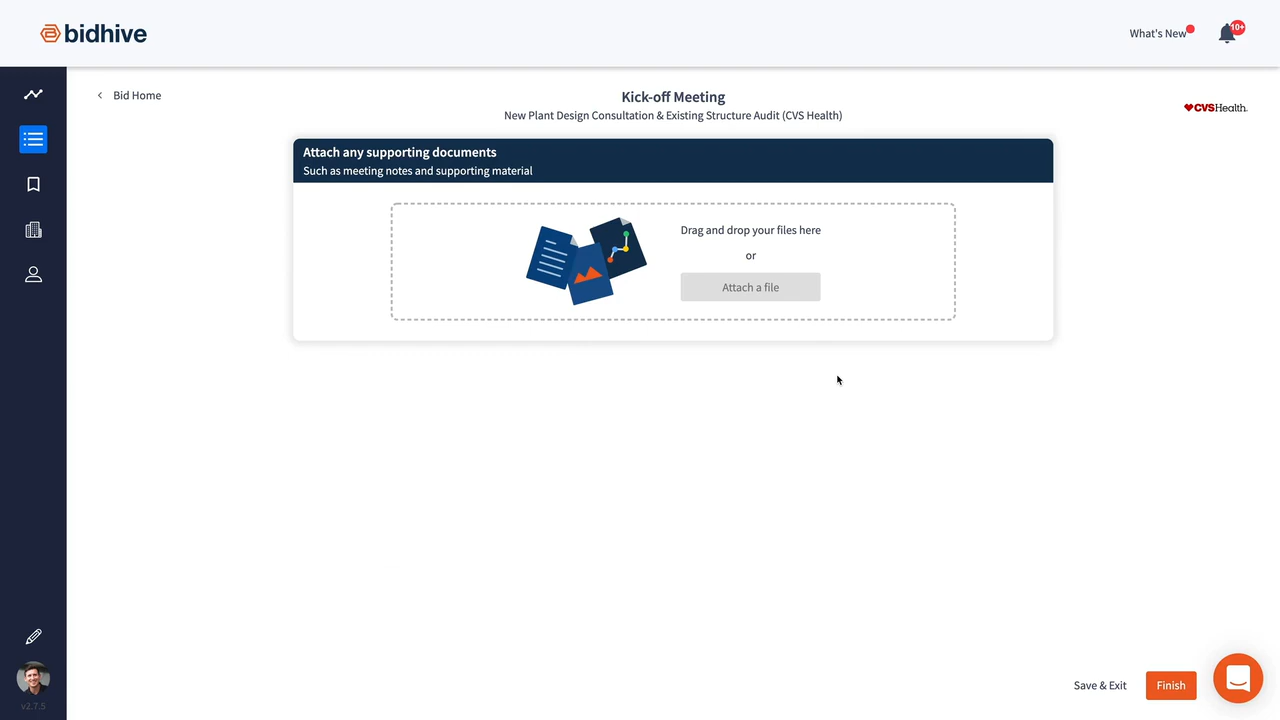 bidhive
What's New
10+
Bid Home
Kick-off Meeting
New Plant Design Consultation & Existing Structure Audit (CVS Health)
CVSHealth.
Attach any supporting documents
Such as meeting notes and supporting material
Drag and drop your files here
or
Attach a file
Save & Exit
Finish
v2.7.5